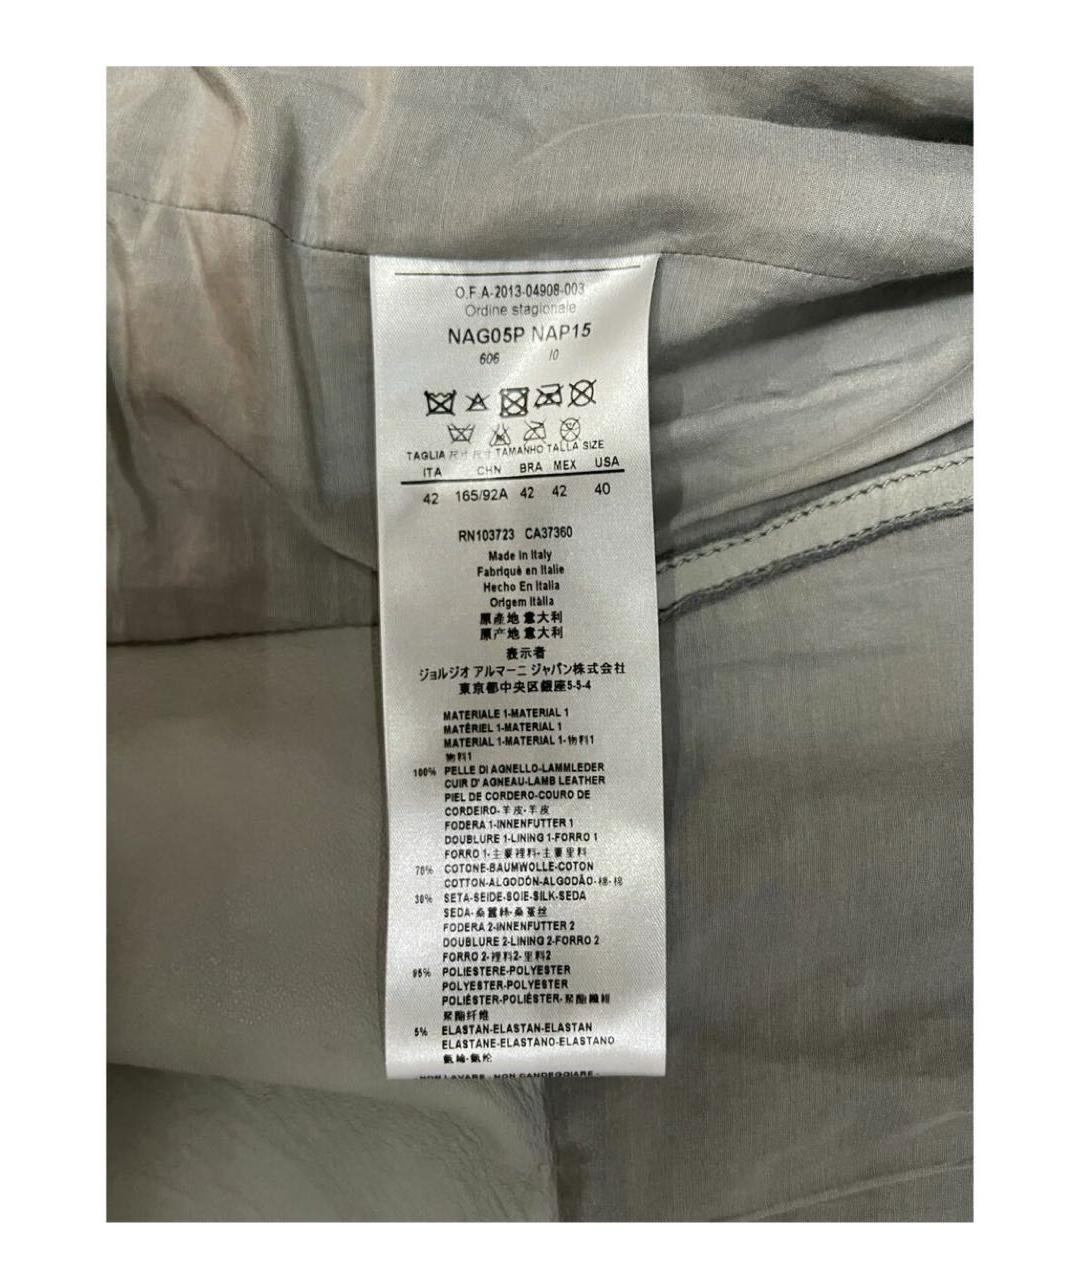 O.F.A-2013-04908-003
Ordine stagionale
NAG05P NAP15
606 /0
TAGLIA 尺寸 尺寸 TAMANHO TALLA SIZE
ITA CHN BRA MEX USA
42 165/92A 42 42 40
RN103723 CA37360
Made in Italy
Fabriqué en Italie
Hecho En Italia
Origem Itália
原產地 意大利
原产地 意大利
表示者
ジョルジオ アルマーニ ジャパン株式会社
東京都中央区銀座5-5-4
MATERIALE 1-MATERIAL 1
MATÉRIEL 1-MATERIAL 1
MATERIAL 1-MATERIAL 1-物料1
物料1
100% PELLE DI AGNELLO-LAMMLEDER
CUIR D'AGNEAU-LAMB LEATHER
PIEL DE CORDERO-COURO DE
CORDEIRO-羊皮-羊皮
FODERA 1-INNENFUTTER 1
DOUBLURE 1-LINING 1-FORRO 1
FORRO 1-主要裡料-主要里料
70% COTONE-BAUMWOLLE-COTON
COTTON-ALGODÓN-ALGODÃO-棉-棉
30% SETA-SEIDE-SOIE-SILK-SEDA
SEDA-桑蠶絲-桑蚕丝
FODERA 2-INNENFUTTER 2
DOUBLURE 2-LINING 2-FORRO 2
FORRO 2-裡料2-里料2
95% POLIESTERE-POLYESTER
POLYESTER-POLYESTER
POLIÉSTER-POLIÉSTER-聚酯纖維
聚酯纤维
5% ELASTAN-ELASTAN-ELASTAN
ELASTANE-ELASTANO-ELASTANO
氨綸-氨纶
-NON LAVARE - NON CANDEGGIARE -